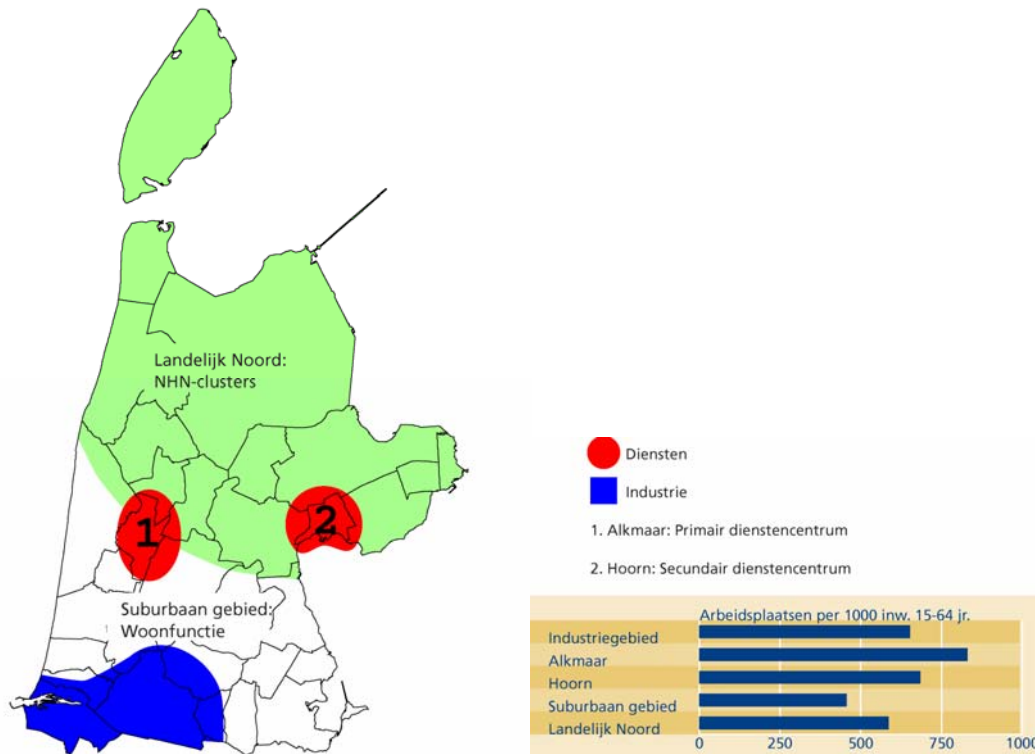 Landelijk Noord:
NHN-clusters
1
2
Suburbaan gebied:
Woonfunctie
Diensten
Industrie
1. Alkmaar: Primair dienstencentrum
2. Hoorn: Secundair dienstencentrum
Arbeidsplaatsen per 1000 inw. 15-64 jr.
Industriegebied
Alkmaar
Hoorn
Suburbaan gebied
Landelijk Noord
0 250 500 750 1000